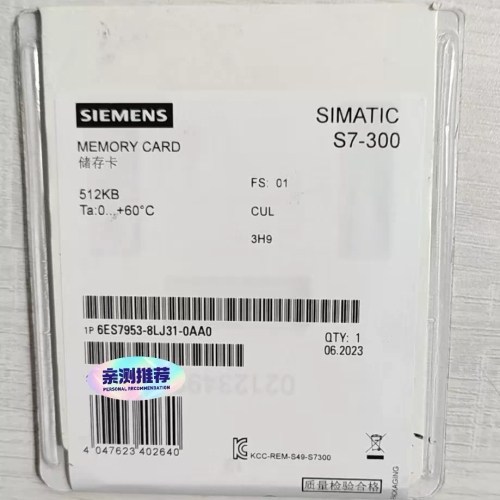 SIEMENS
SIMATIC
S7-300
MEMORY CARD
储存卡
512KB
Ta:0...+60°C
FS: 01
CUL
3H9
1P 6ES7953-8LJ31-0AA0
QTY: 1
06.2023
亲测推荐
PERSONAL RECOMMENDATION
4 047623 402640
KCC-REM-S49-S7300
质量检验合格